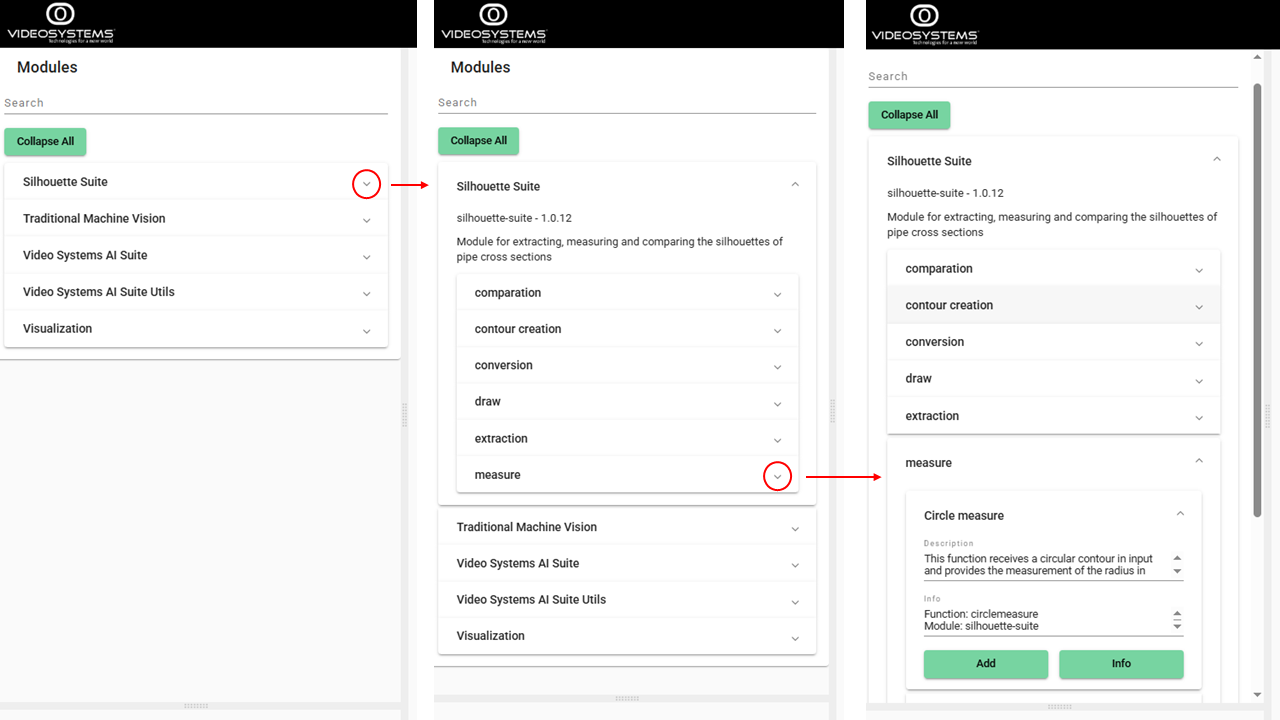 VIDEOSYSTEMS
Technologies for a new world
Modules
Search
Collapse All
Silhouette Suite
Traditional Machine Vision
Video Systems AI Suite
Video Systems AI Suite Utils
Visualization
VIDEOSYSTEMS
Technologies for a new world
Modules
Search
Collapse All
Silhouette Suite
silhouette-suite - 1.0.12
Module for extracting, measuring and comparing the silhouettes of
pipe cross sections
comparation
contour creation
conversion
draw
extraction
measure
Traditional Machine Vision
Video Systems AI Suite
Video Systems AI Suite Utils
Visualization
VIDEOSYSTEMS
Technologies for a new world
Search
Collapse All
Silhouette Suite
silhouette-suite - 1.0.12
Module for extracting, measuring and comparing the silhouettes of
pipe cross sections
comparation
contour creation
conversion
draw
extraction
measure
Circle measure
Description
This function receives a circular contour in input
and provides the measurement of the radius in
Info
Function: circlemeasure
Module: silhouette-suite
Add
Info